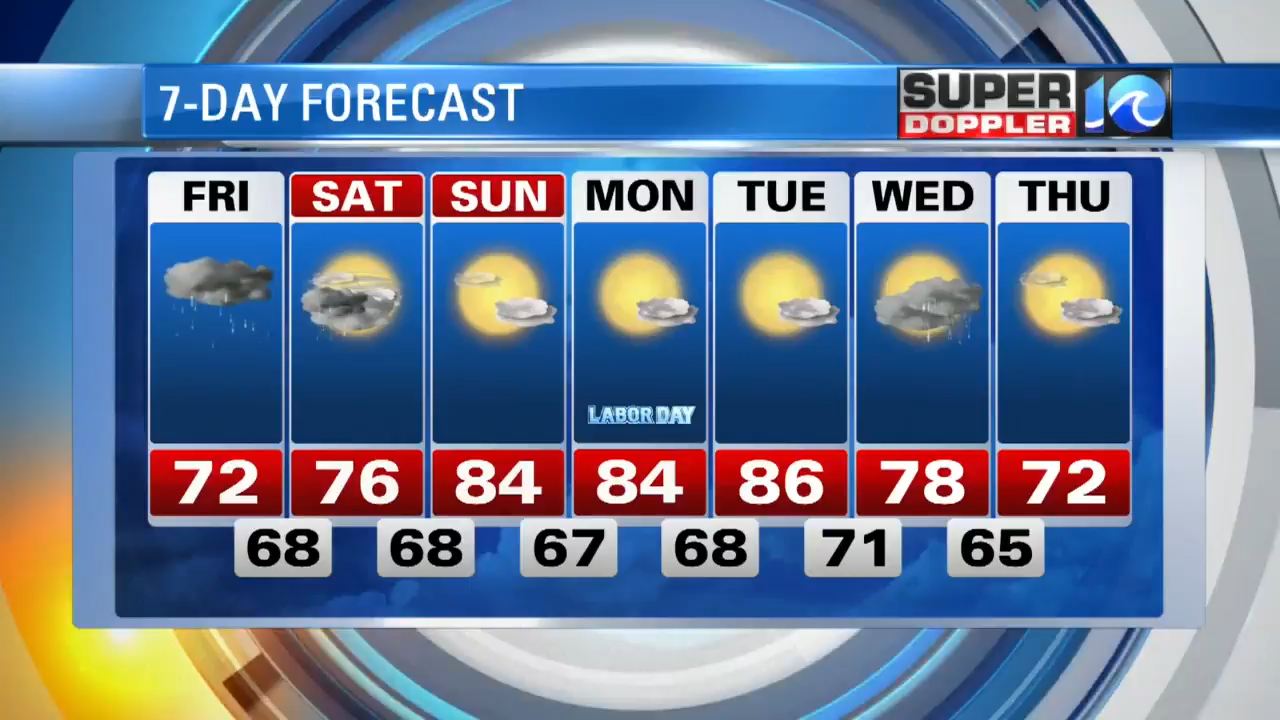 7-DAY FORECAST
SUPER
DOPPLER
10
FRI SAT SUN MON TUE WED THU
LABOR DAY
72 76 84 84 86 78 72
68 68 67 68 71 65